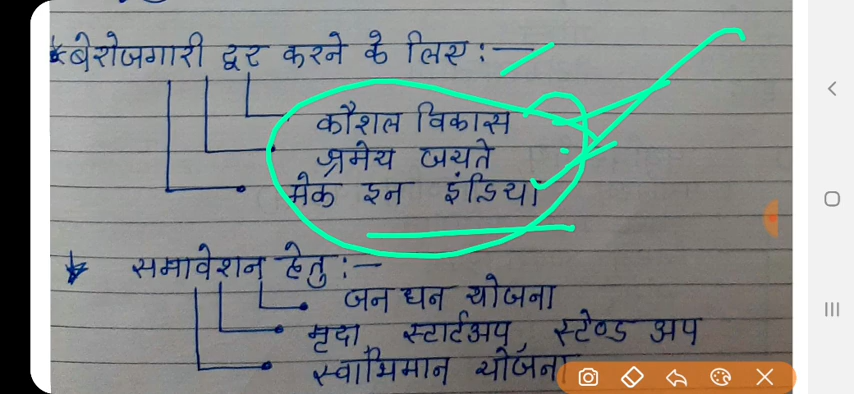 * बेरोजगारी दूर करने के लिए :—
कौशल विकास
श्रमेय जयते
मेक इन इंडिया
समावेशन हेतु :—
जन धन योजना
मृदा स्टार्टअप, स्टेण्ड अप
स्वाभिमान योजना